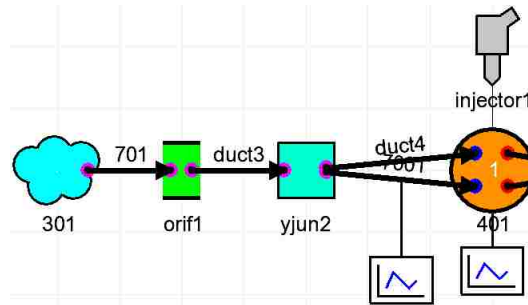 injector1
701
duct3
duct4
7001
1
301
orif1
yjun2
401